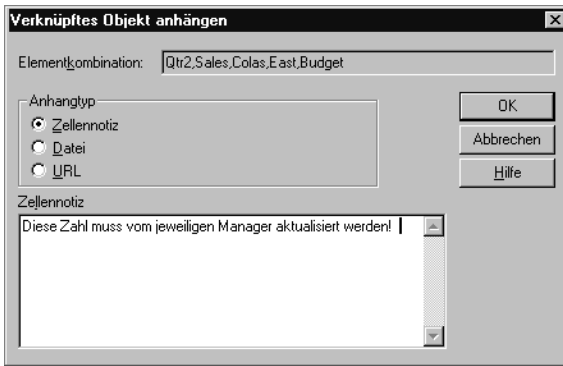 Verknüpftes Objekt anhängen
Elementkombination: Qtr2,Sales,Colas,East,Budget
Anhangtyp
Zellennotiz
Datei
URL
OK
Abbrechen
Hilfe
Zellennotiz
Diese Zahl muss vom jeweiligen Manager aktualisiert werden!